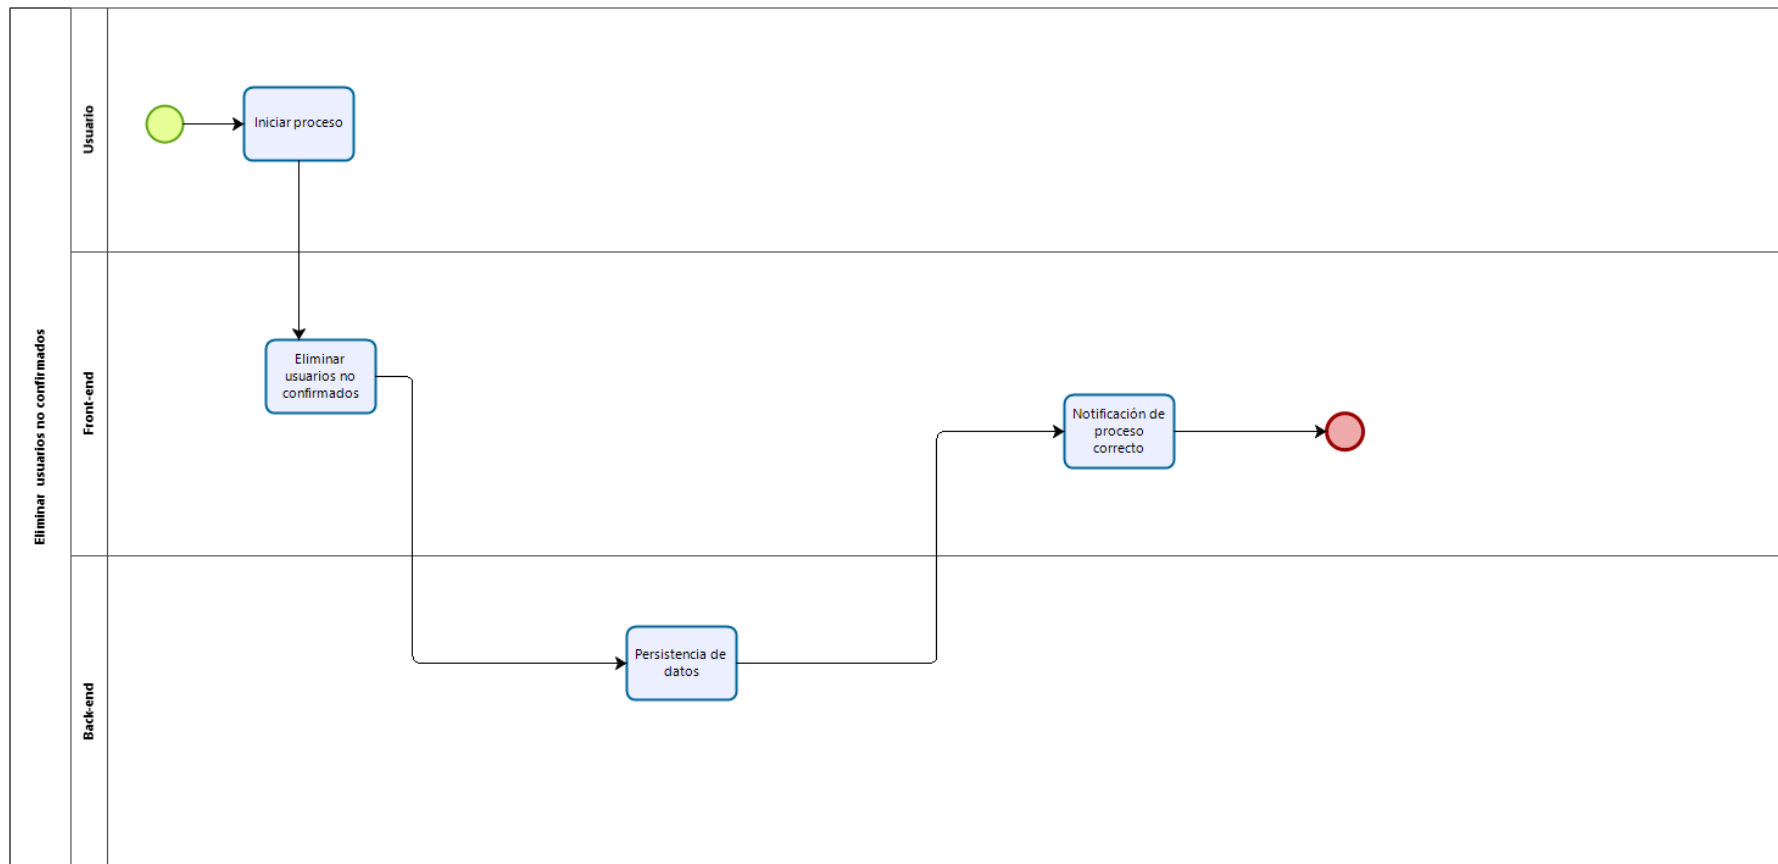 Eliminar usuarios no confirmados
Usuario
Iniciar proceso
Front-end
Eliminar
usuarios no
confirmados
Notificación de
proceso
correcto
Back-end
Persistencia de
datos